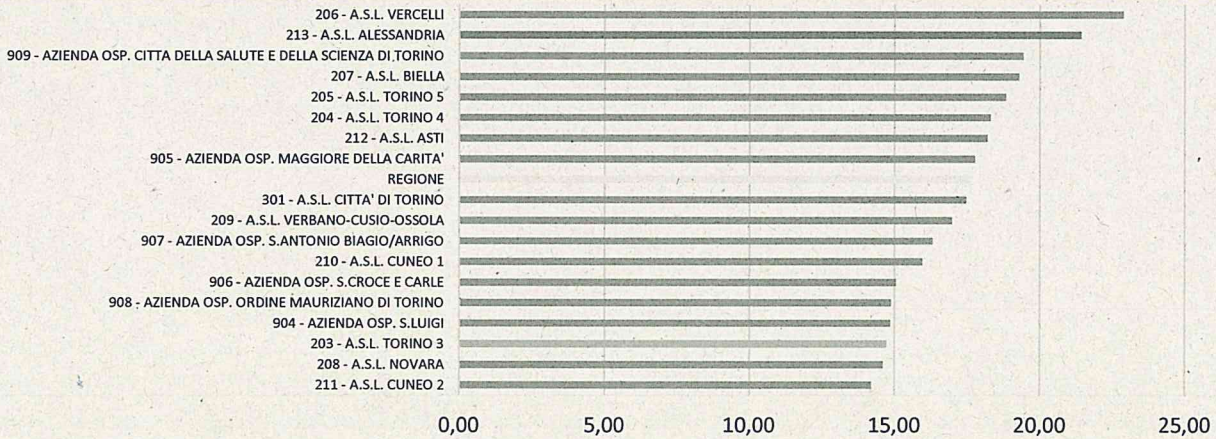 206 - A.S.L. VERCELLI
213 - A.S.L. ALESSANDRIA
909 - AZIENDA OSP. CITTA DELLA SALUTE E DELLA SCIENZA DI TORINO
207 - A.S.L. BIELLA
205 - A.S.L. TORINO 5
204 - A.S.L. TORINO 4
212 - A.S.L. ASTI
905 - AZIENDA OSP. MAGGIORE DELLA CARITA'
REGIONE
301 - A.S.L. CITTA' DI TORINO
209 - A.S.L. VERBANO-CUSIO-OSSOLA
907 - AZIENDA OSP. S.ANTONIO BIAGIO/ARRIGO
210 - A.S.L. CUNEO 1
906 - AZIENDA OSP. S.CROCE E CARLE
908 - AZIENDA OSP. ORDINE MAURIZIANO DI TORINO
904 - AZIENDA OSP. S.LUIGI
203 - A.S.L. TORINO 3
208 - A.S.L. NOVARA
211 - A.S.L. CUNEO 2
0,00 5,00 10,00 15,00 20,00 25,00